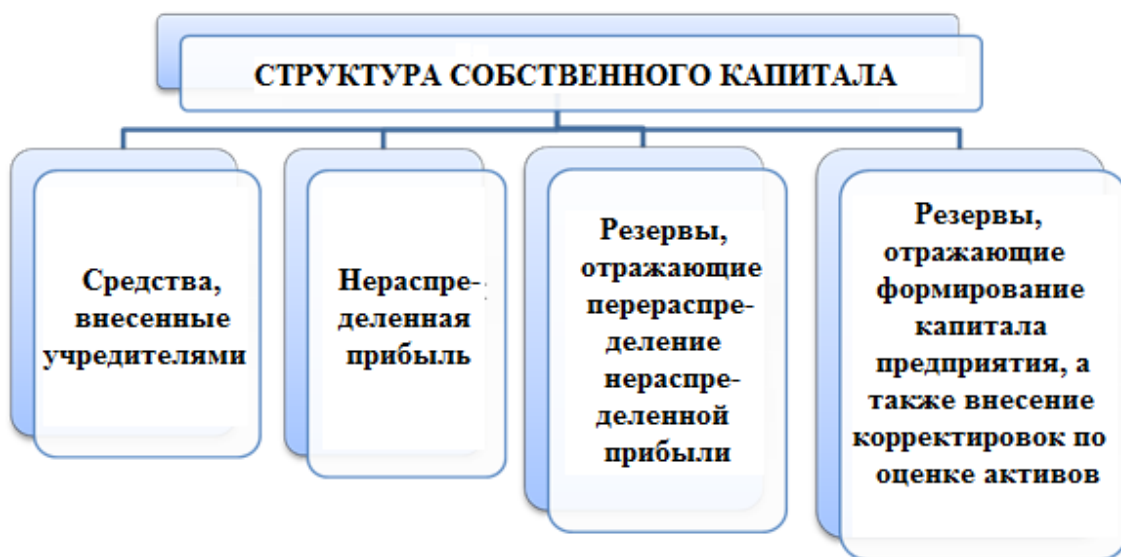 СТРУКТУРА СОБСТВЕННОГО КАПИТАЛА
Средства,
внесенные
учредителями
Нераспре-
деленная
прибыль
Резервы,
отражающие
перераспре-
деление
нераспре-
деленной
прибыли
Резервы,
отражающие
формирование
капитала
предприятия, а
также внесение
корректировок по
оценке активов